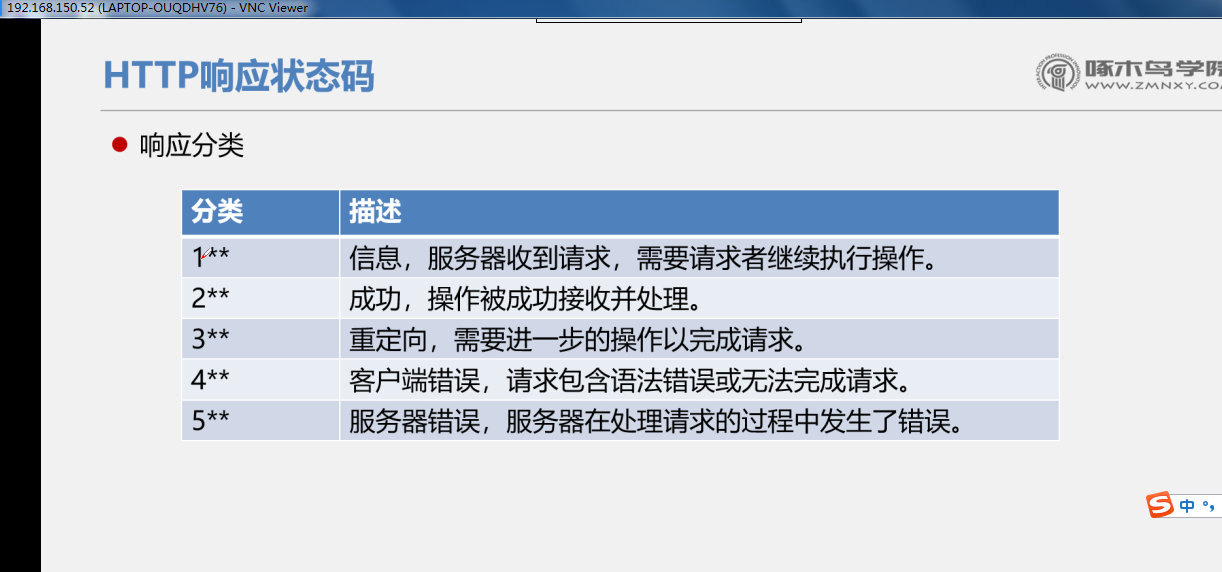 192.168.150.52 (LAPTOP-OUQDHV76) - VNC Viewer
HTTP响应状态码
啄木鸟学院
WWW.ZMNXY.CO
响应分类
分类 描述
1** 信息，服务器收到请求，需要请求者继续执行操作。
2** 成功，操作被成功接收并处理。
3** 重定向，需要进一步的操作以完成请求。
4** 客户端错误，请求包含语法错误或无法完成请求。
5** 服务器错误，服务器在处理请求的过程中发生了错误。
S 中 °,